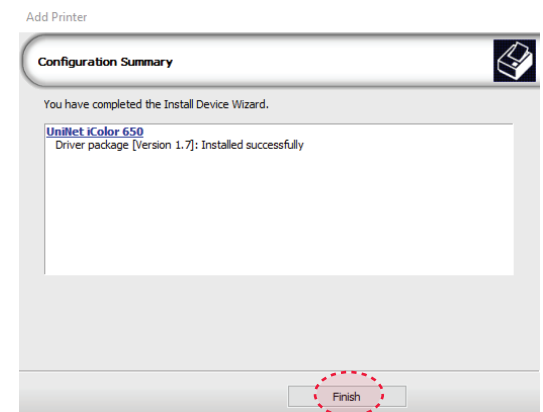 Add Printer
Configuration Summary
You have completed the Install Device Wizard.
UniNet iColor 650
Driver package [Version 1.7]: Installed successfully
Finish